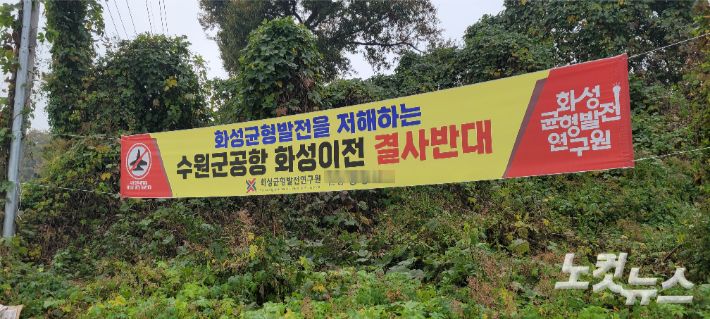 화성균형발전을 저해하는
수원군공항 화성이전 결사반대
화성균형발전연구원
화성
균형발전
연구원
노컷뉴스